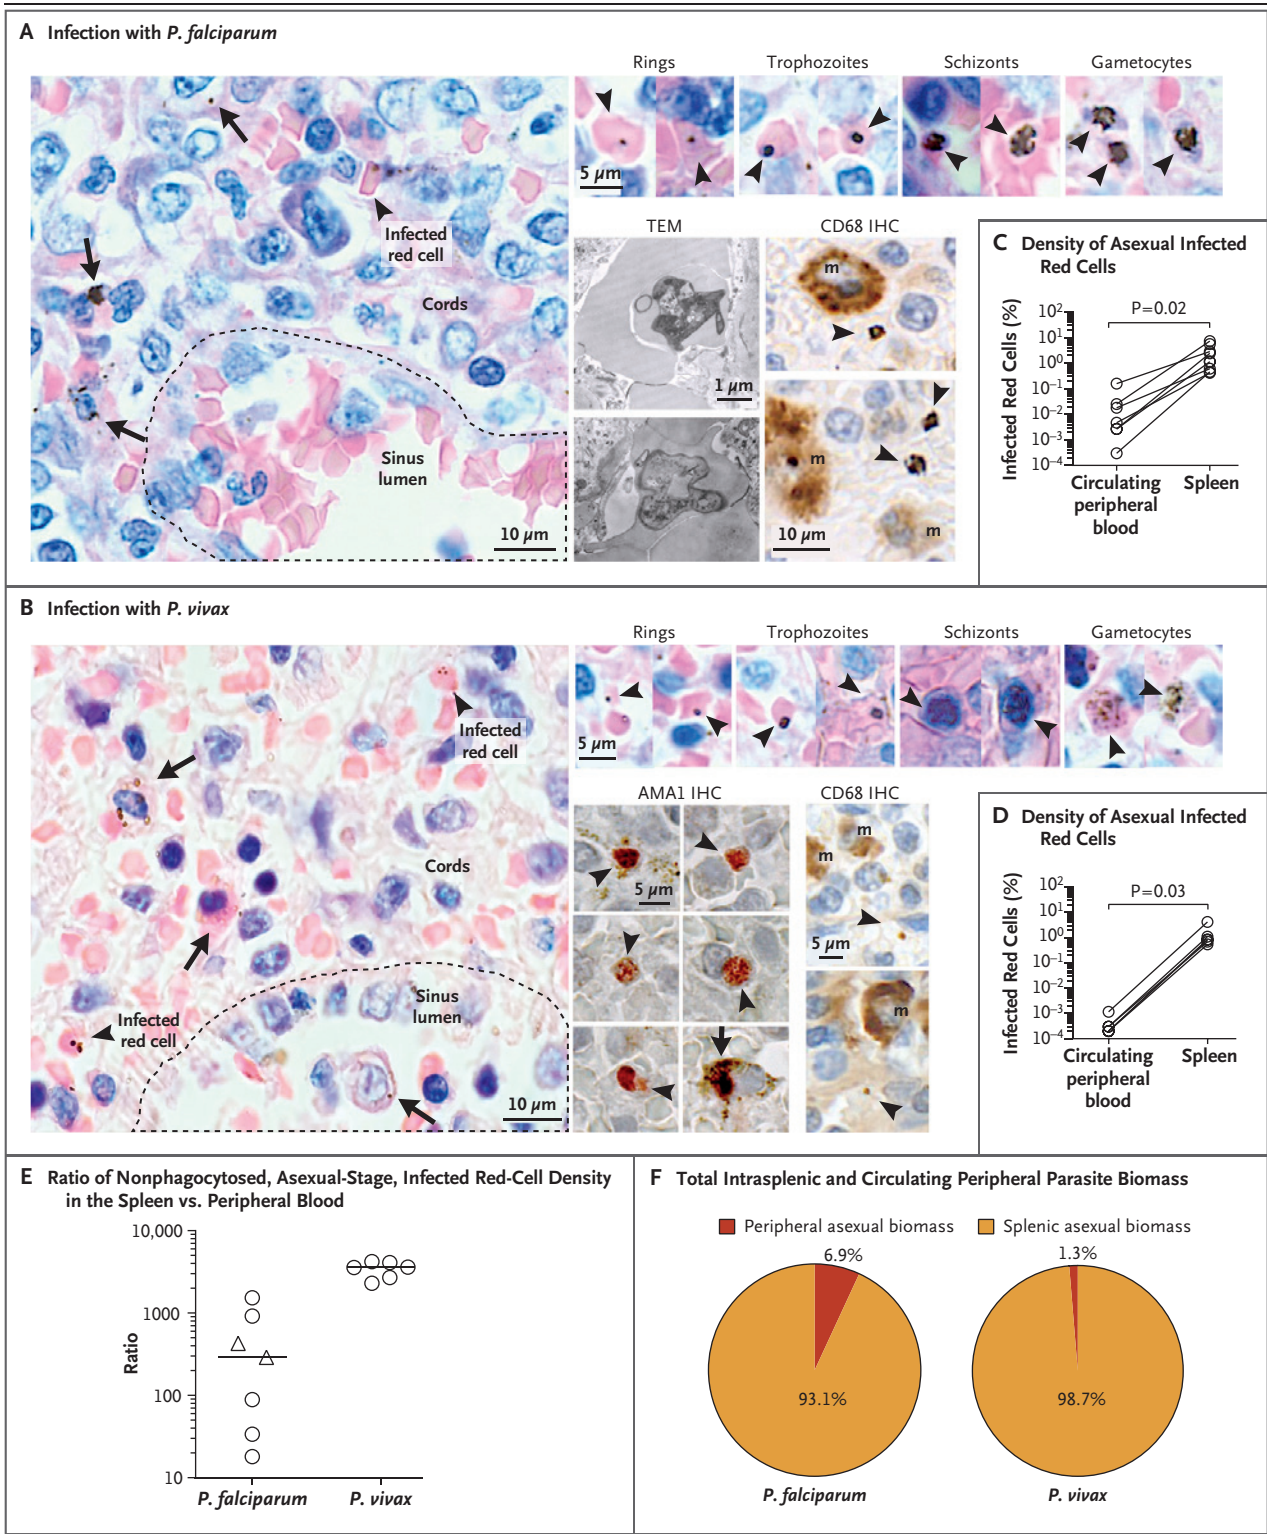 A Infection with P. falciparum
Rings
Trophozoites
Schizonts
Gametocytes
5 µm
Infected
red cell
Cords
Sinus
lumen
10 µm
TEM
1 µm
CD68 IHC
m
m
m
10 µm
C Density of Asexual Infected
Red Cells
Infected Red Cells (%)
10²
10¹
10⁰
10⁻¹
10⁻²
10⁻³
10⁻⁴
P=0.02
Circulating
peripheral
blood
Spleen
B Infection with P. vivax
Rings
Trophozoites
Schizonts
Gametocytes
5 µm
Infected
red cell
Cords
Sinus
lumen
Infected
red cell
10 µm
AMA1 IHC
5 µm
CD68 IHC
m
m
5 µm
m
D Density of Asexual Infected
Red Cells
Infected Red Cells (%)
10²
10¹
10⁰
10⁻¹
10⁻²
10⁻³
10⁻⁴
P=0.03
Circulating
peripheral
blood
Spleen
E Ratio of Nonphagocytosed, Asexual-Stage, Infected Red-Cell Density
in the Spleen vs. Peripheral Blood
Ratio
10,000
1000
100
10
P. falciparum
P. vivax
F Total Intrasplenic and Circulating Peripheral Parasite Biomass
Peripheral asexual biomass
Splenic asexual biomass
6.9%
93.1%
P. falciparum
1.3%
98.7%
P. vivax